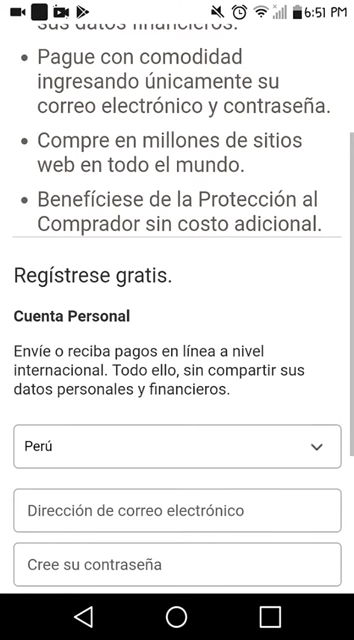 6:51 PM
sus datos financieros.
• Pague con comodidad
ingresando únicamente su
correo electrónico y contraseña.
• Compre en millones de sitios
web en todo el mundo.
• Benefíciese de la Protección al
Comprador sin costo adicional.
Regístrese gratis.
Cuenta Personal
Envíe o reciba pagos en línea a nivel
internacional. Todo ello, sin compartir sus
datos personales y financieros.
Perú
Dirección de correo electrónico
Cree su contraseña